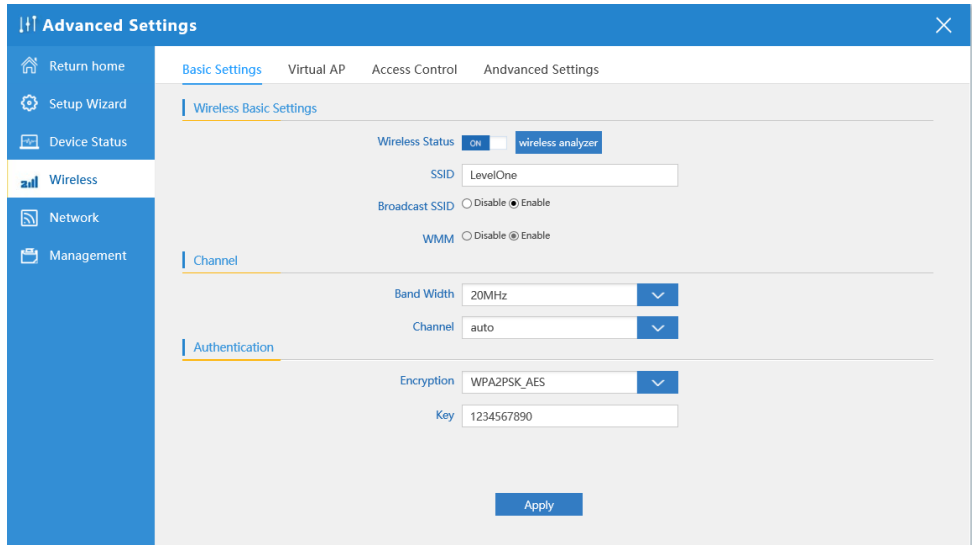 Advanced Settings
Return home
Setup Wizard
Device Status
Wireless
Network
Management
Basic Settings Virtual AP Access Control Andvanced Settings
Wireless Basic Settings
Wireless Status ON wireless analyzer
SSID LevelOne
Broadcast SSID Disable Enable
WMM Disable Enable
Channel
Band Width 20MHz
Channel auto
Authentication
Encryption WPA2PSK_AES
Key 1234567890
Apply